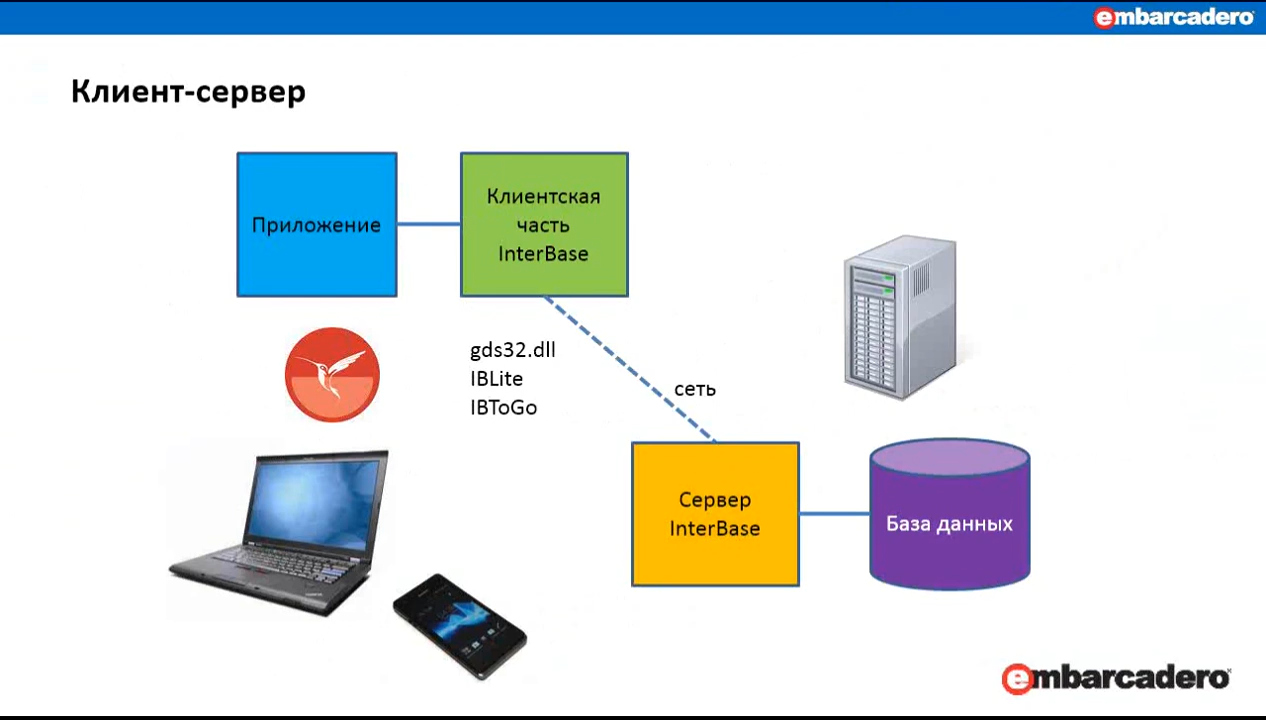 embarcadero
Клиент-сервер
Приложение
Клиентская
часть
InterBase
gds32.dll
IBLite
IBToGo
сеть
Сервер
InterBase
База данных
embarcadero